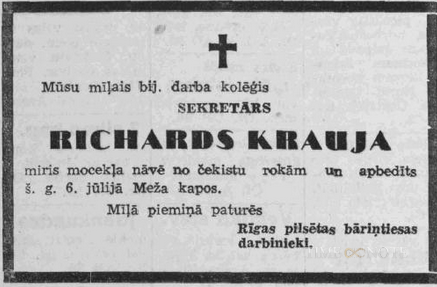 Mūsu mīļais bij. darba kolēģis
SEKRETĀRS
RICHARDS KRAUJA
miris mocekļa nāvē no čekistu rokām un apbedīts
š. g. 6. jūlijā Meža kapos.
Mīļā piemiņā paturēs
Rīgas pilsētas bāriņtiesas
darbinieki.